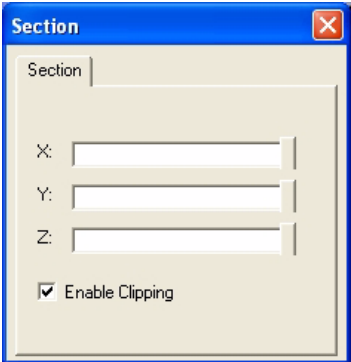 Section
Section
X:
Y:
Z:
Enable Clipping